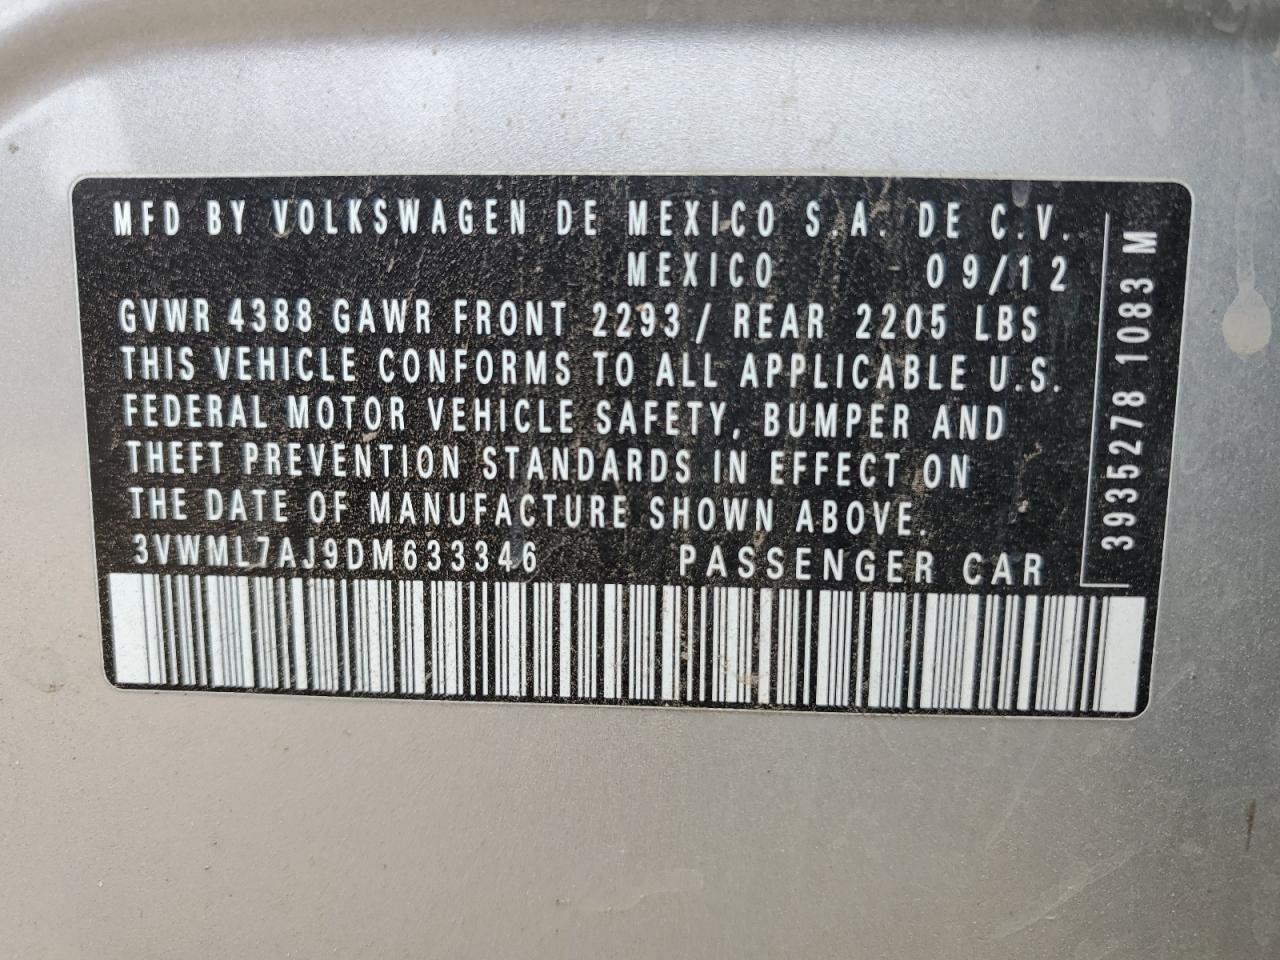 MFD BY VOLKSWAGEN DE MEXICO S.A. DE C.V.
MEXICO 09/12
GVWR 4388 GAWR FRONT 2293/ REAR 2205 LBS
THIS VEHICLE CONFORMS TO ALL APPLICABLE U.S.
FEDERAL MOTOR VEHICLE SAFETY, BUMPER AND
THEFT PREVENTION STANDARDS IN EFFECT ON
THE DATE OF MANUFACTURE SHOWN ABOVE.
3VWML7AJ9DM633346 PASSENGER CAR
3935278 1083 M